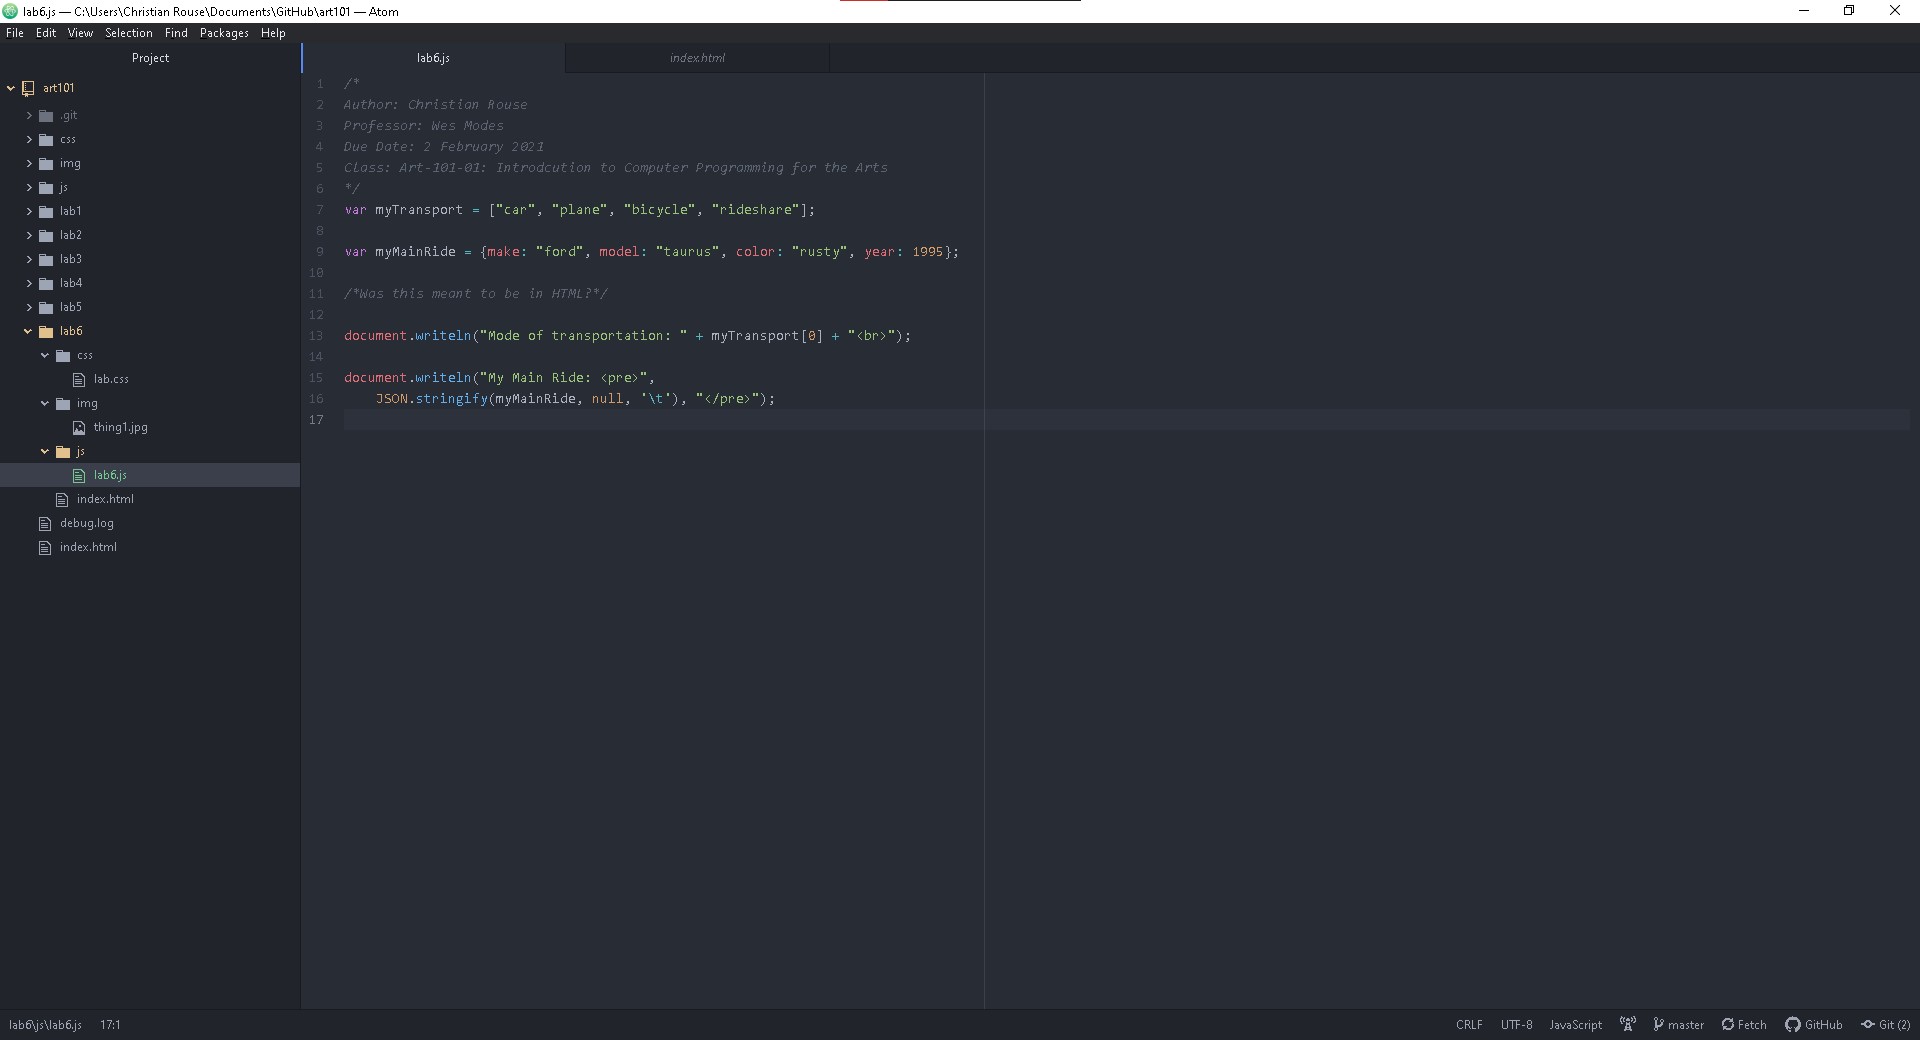 lab6.js — C:\Users\Christian Rouse\Documents\GitHub\art101 — Atom
File Edit View Selection Find Packages Help
Project
art101
.git
css
img
js
lab1
lab2
lab3
lab4
lab5
lab6
css
lab.css
img
thing1.jpg
js
lab6.js
index.html
debug.log
index.html
lab6.js index.html
1 /*
2 Author: Christian Rouse
3 Professor: Wes Modes
4 Due Date: 2 February 2021
5 Class: Art-101-01: Introdcution to Computer Programming for the Arts
6 */
7 var myTransport = ["car", "plane", "bicycle", "rideshare"];
8
9 var myMainRide = {make: "ford", model: "taurus", color: "rusty", year: 1995};
10
11 /*Was this meant to be in HTML?*/
12
13 document.writeln("Mode of transportation: " + myTransport[0] + "<br>");
14
15 document.writeln("My Main Ride: <pre>",
16 JSON.stringify(myMainRide, null, '\t'), "</pre>");
17
lab6\js\lab6.js 17:1 CRLF UTF-8 JavaScript master Fetch GitHub Git (2)